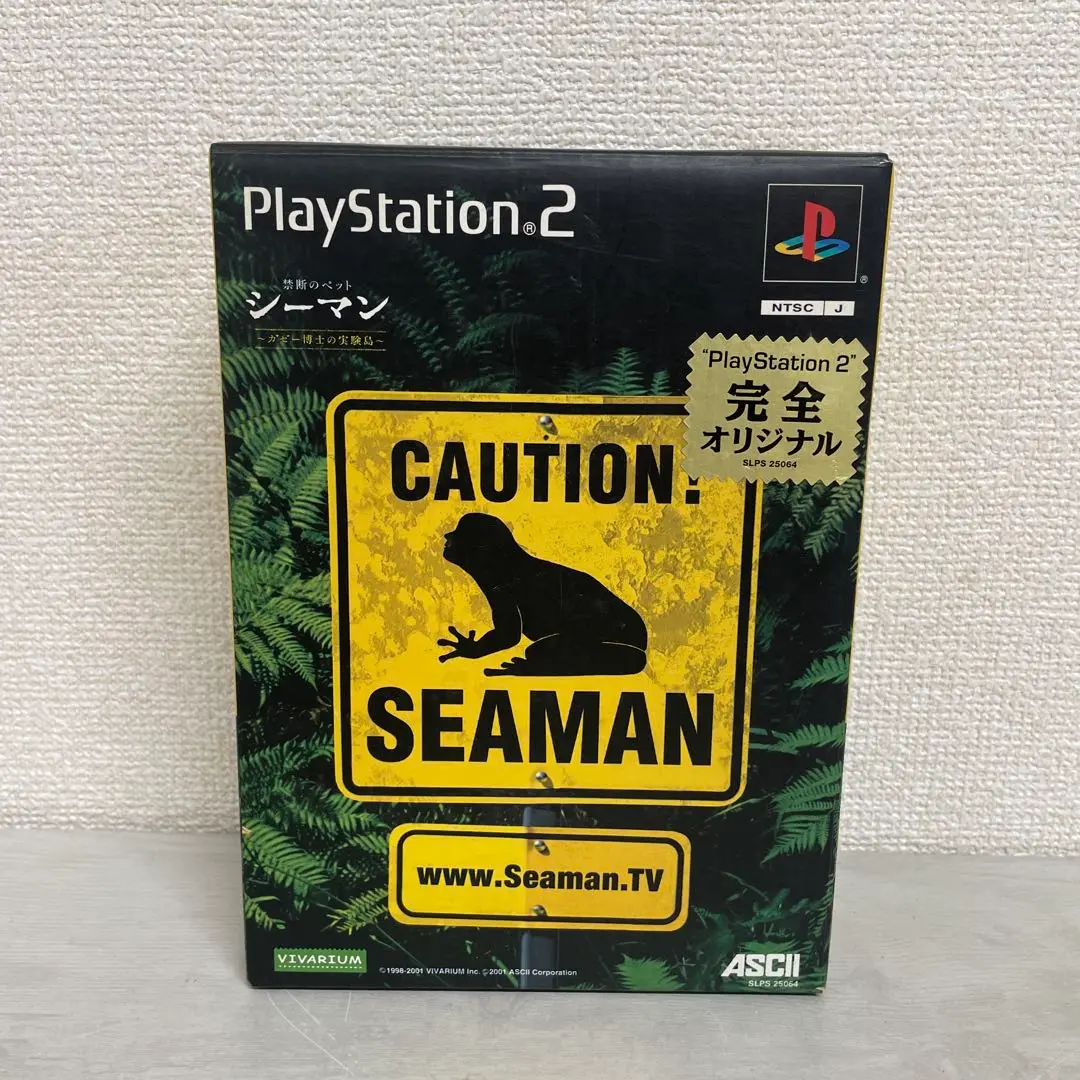 PlayStation®2
®
NTSC J
禁断のペット
シーマン
～ガゼー博士の実験島～
"PlayStation 2"
完全
オリジナル
SLPS 25064
CAUTION!
SEAMAN
www.Seaman.TV
VIVARIUM
©1998-2001 VIVARIUM Inc. ©2001 ASCII Corporation
ASCII
SLPS 25064